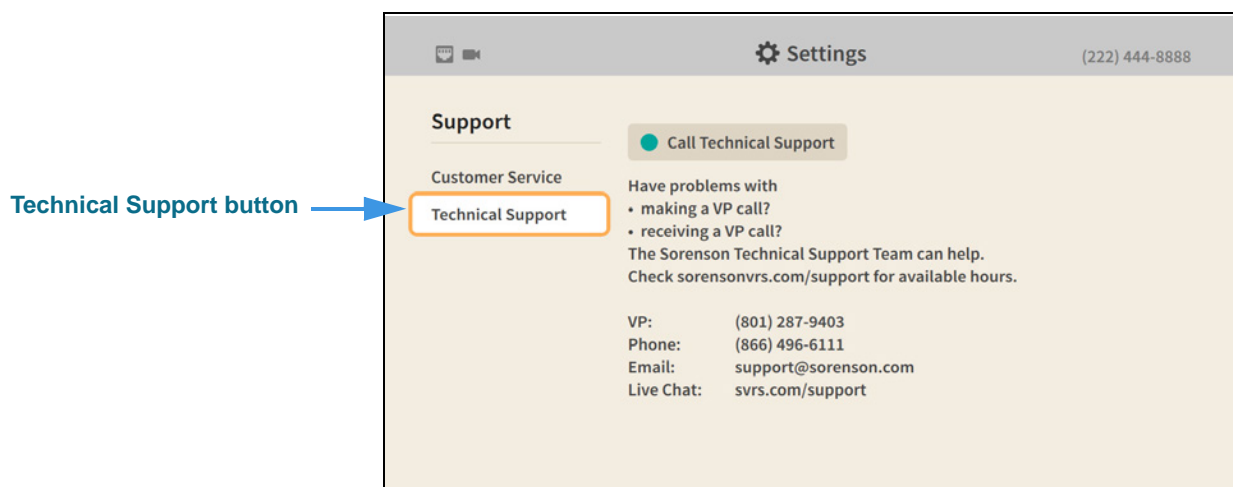 Settings
(222) 444-8888
Support
Customer Service
Technical Support
Technical Support button
Call Technical Support
Have problems with
• making a VP call?
• receiving a VP call?
The Sorenson Technical Support Team can help.
Check sorensonvrs.com/support for available hours.
VP: (801) 287-9403
Phone: (866) 496-6111
Email: support@sorenson.com
Live Chat: svrs.com/support